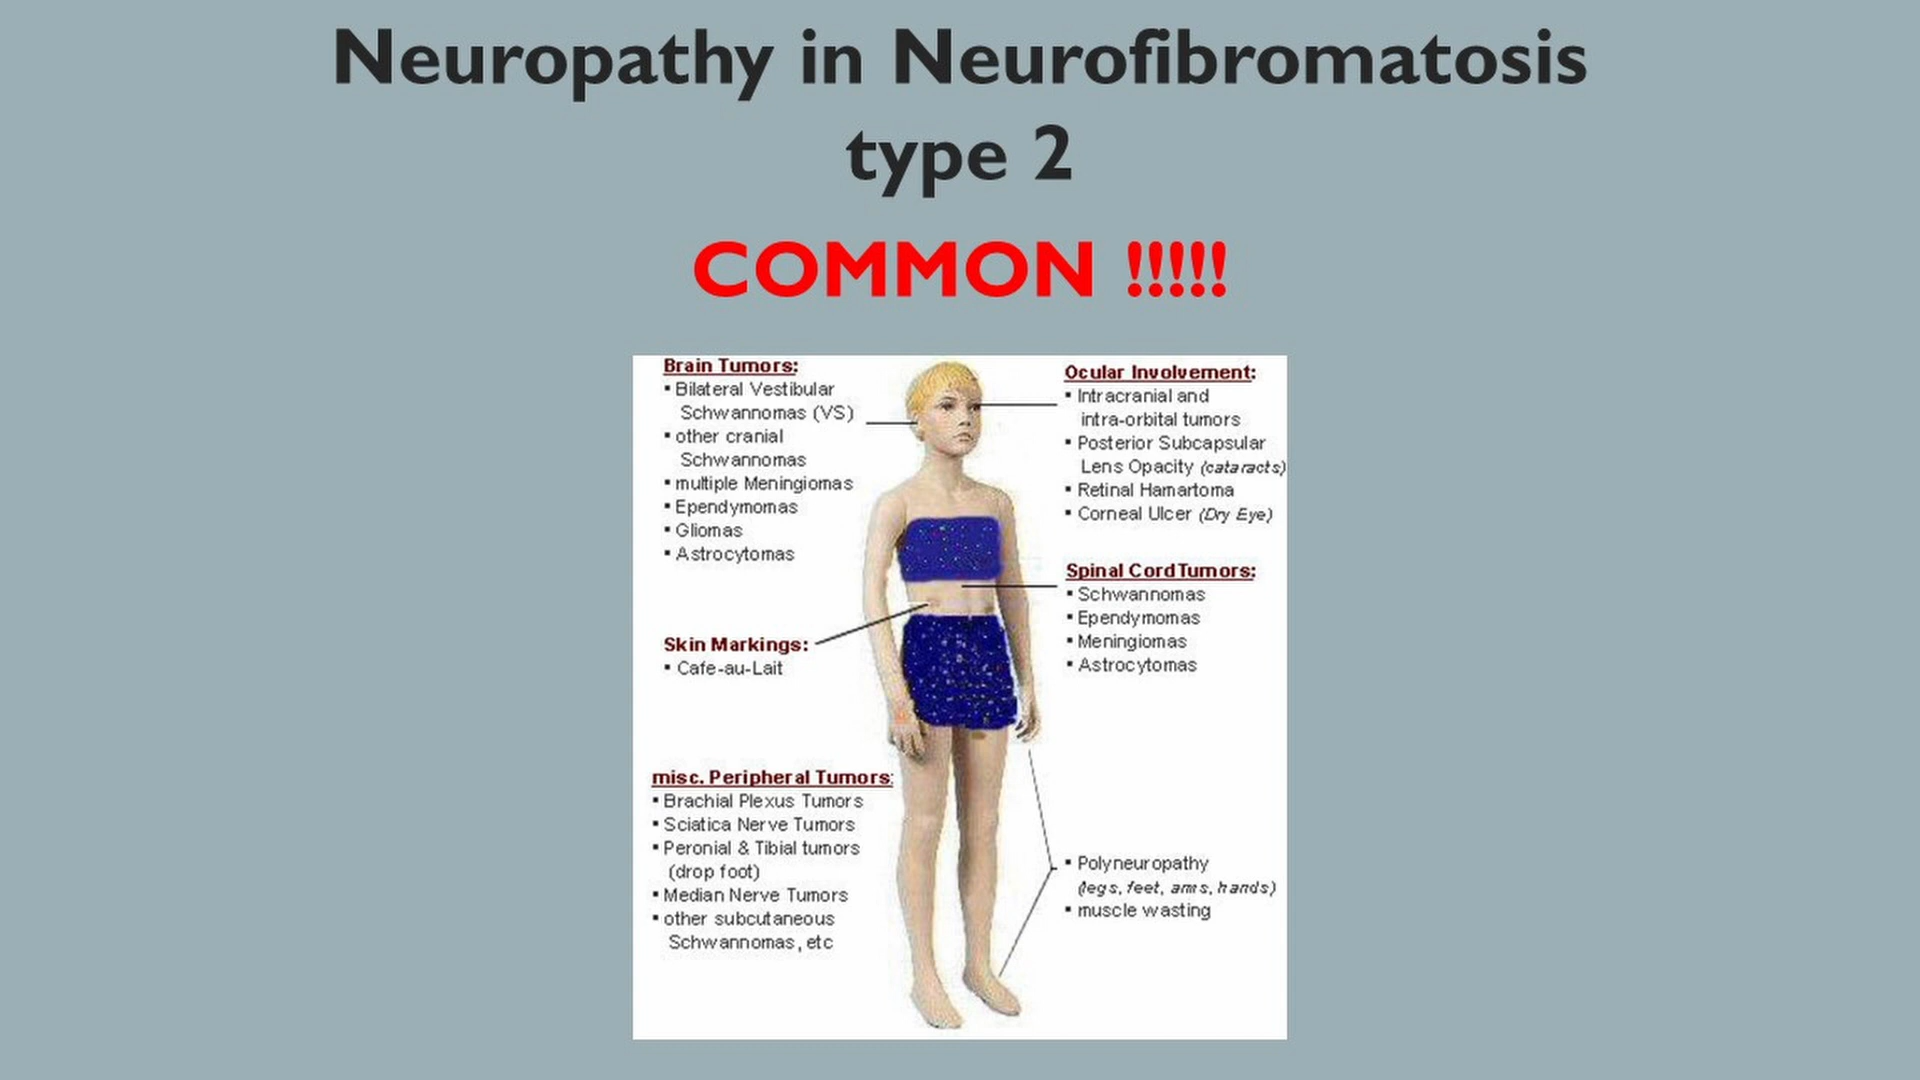 Neuropathy in Neurofibromatosis
type 2
COMMON !!!!!
Brain Tumors:
▪ Bilateral Vestibular
Schwannomas (VS)
▪ other cranial
Schwannomas
▪ multiple Meningiomas
▪ Ependymomas
▪ Gliomas
▪ Astrocytomas
Skin Markings:
▪ Cafe-au-Lait
misc. Peripheral Tumors:
▪ Brachial Plexus Tumors
▪ Sciatica Nerve Tumors
▪ Peronial & Tibial tumors
(drop foot)
▪ Median Nerve Tumors
▪ other subcutaneous
Schwannomas, etc
Ocular Involvement:
▪ Intracranial and
intra-orbital tumors
▪ Posterior Subcapsular
Lens Opacity (cataracts)
▪ Retinal Hamartoma
▪ Corneal Ulcer (Dry Eye)
Spinal Cord Tumors:
▪ Schwannomas
▪ Ependymomas
▪ Meningiomas
▪ Astrocytomas
▪ Polyneuropathy
(legs, feet, arms, hands)
▪ muscle wasting